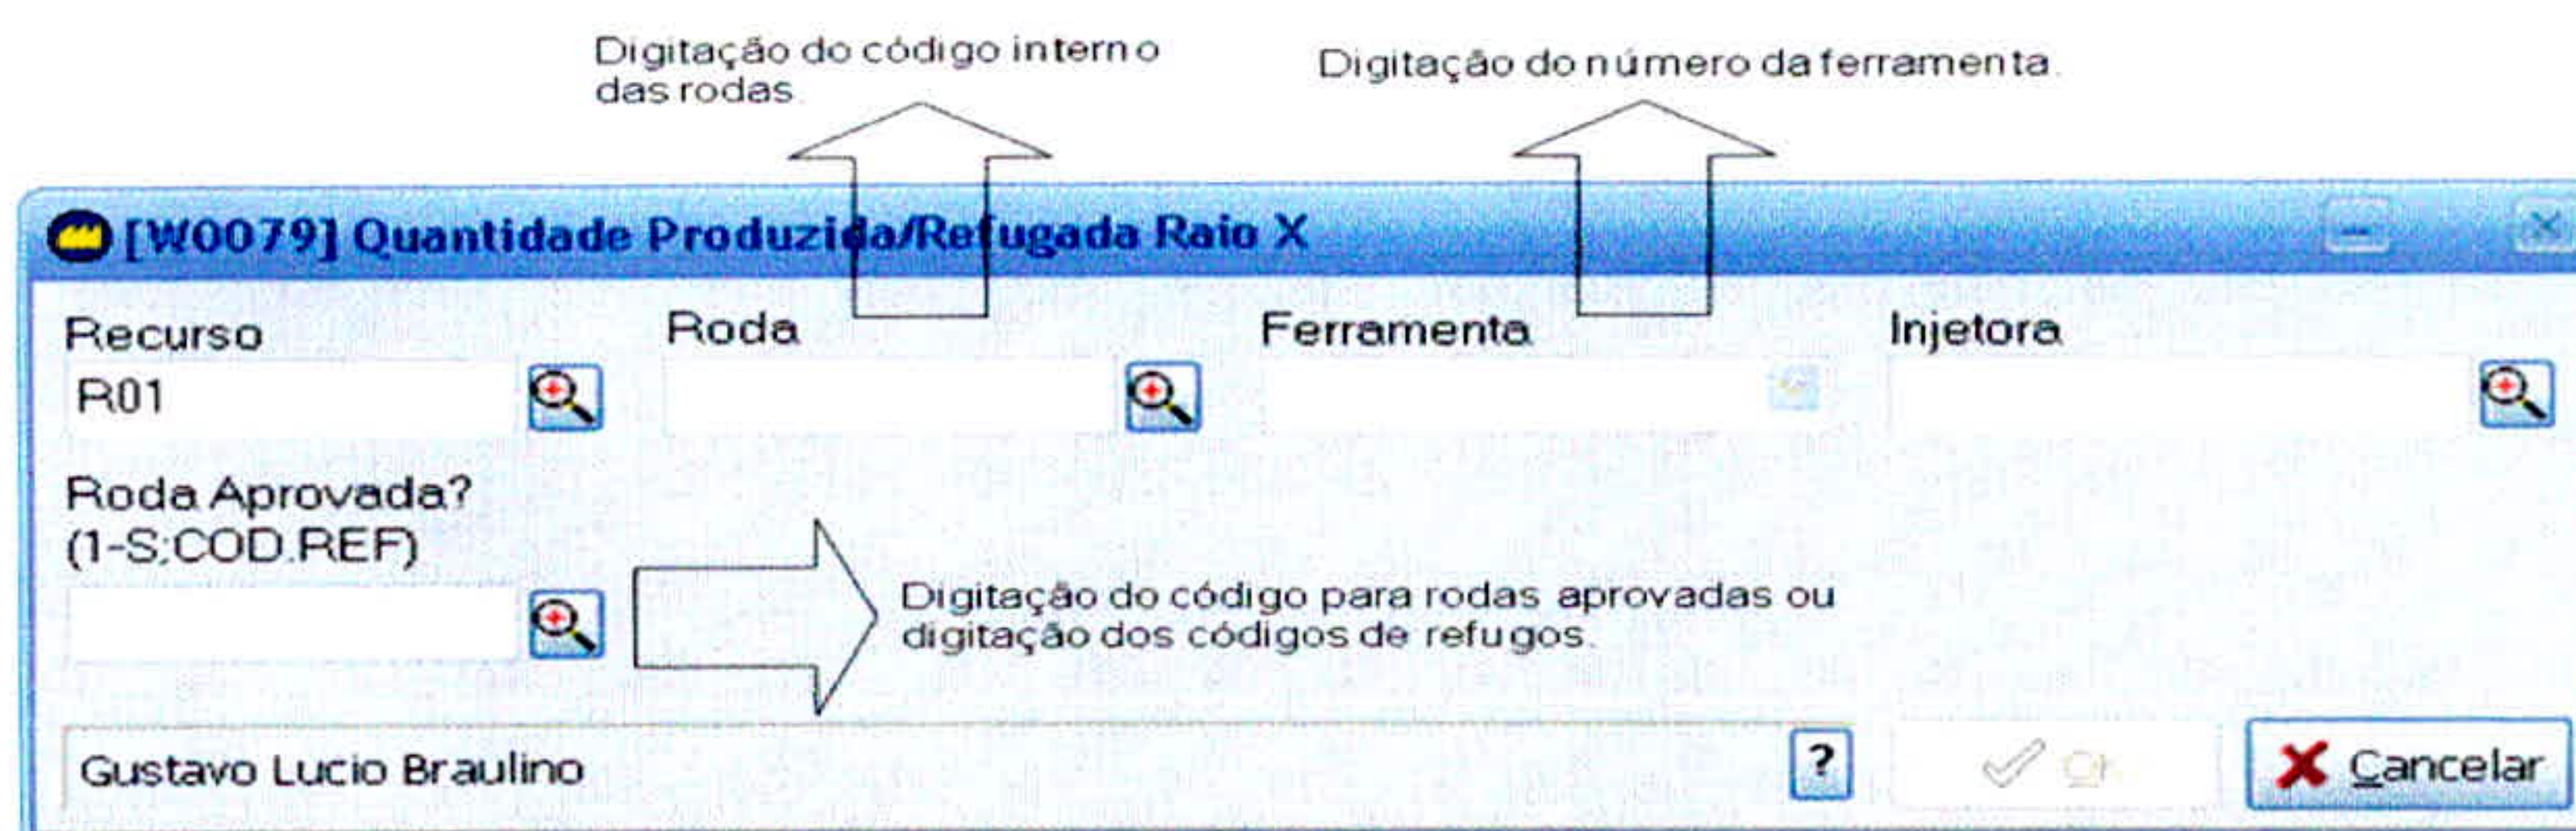 Digitação do código interno
das rodas.
Digitação do número da ferramenta.
[W0079] Quantidade Produzida/Refugada Raio X
Recurso Roda Ferramenta Injetora
R01
Roda Aprovada?
(1-S;COD.REF)
Digitação do código para rodas aprovadas ou
digitação dos códigos de refugos.
Gustavo Lucio Braulino ? OK Cancelar